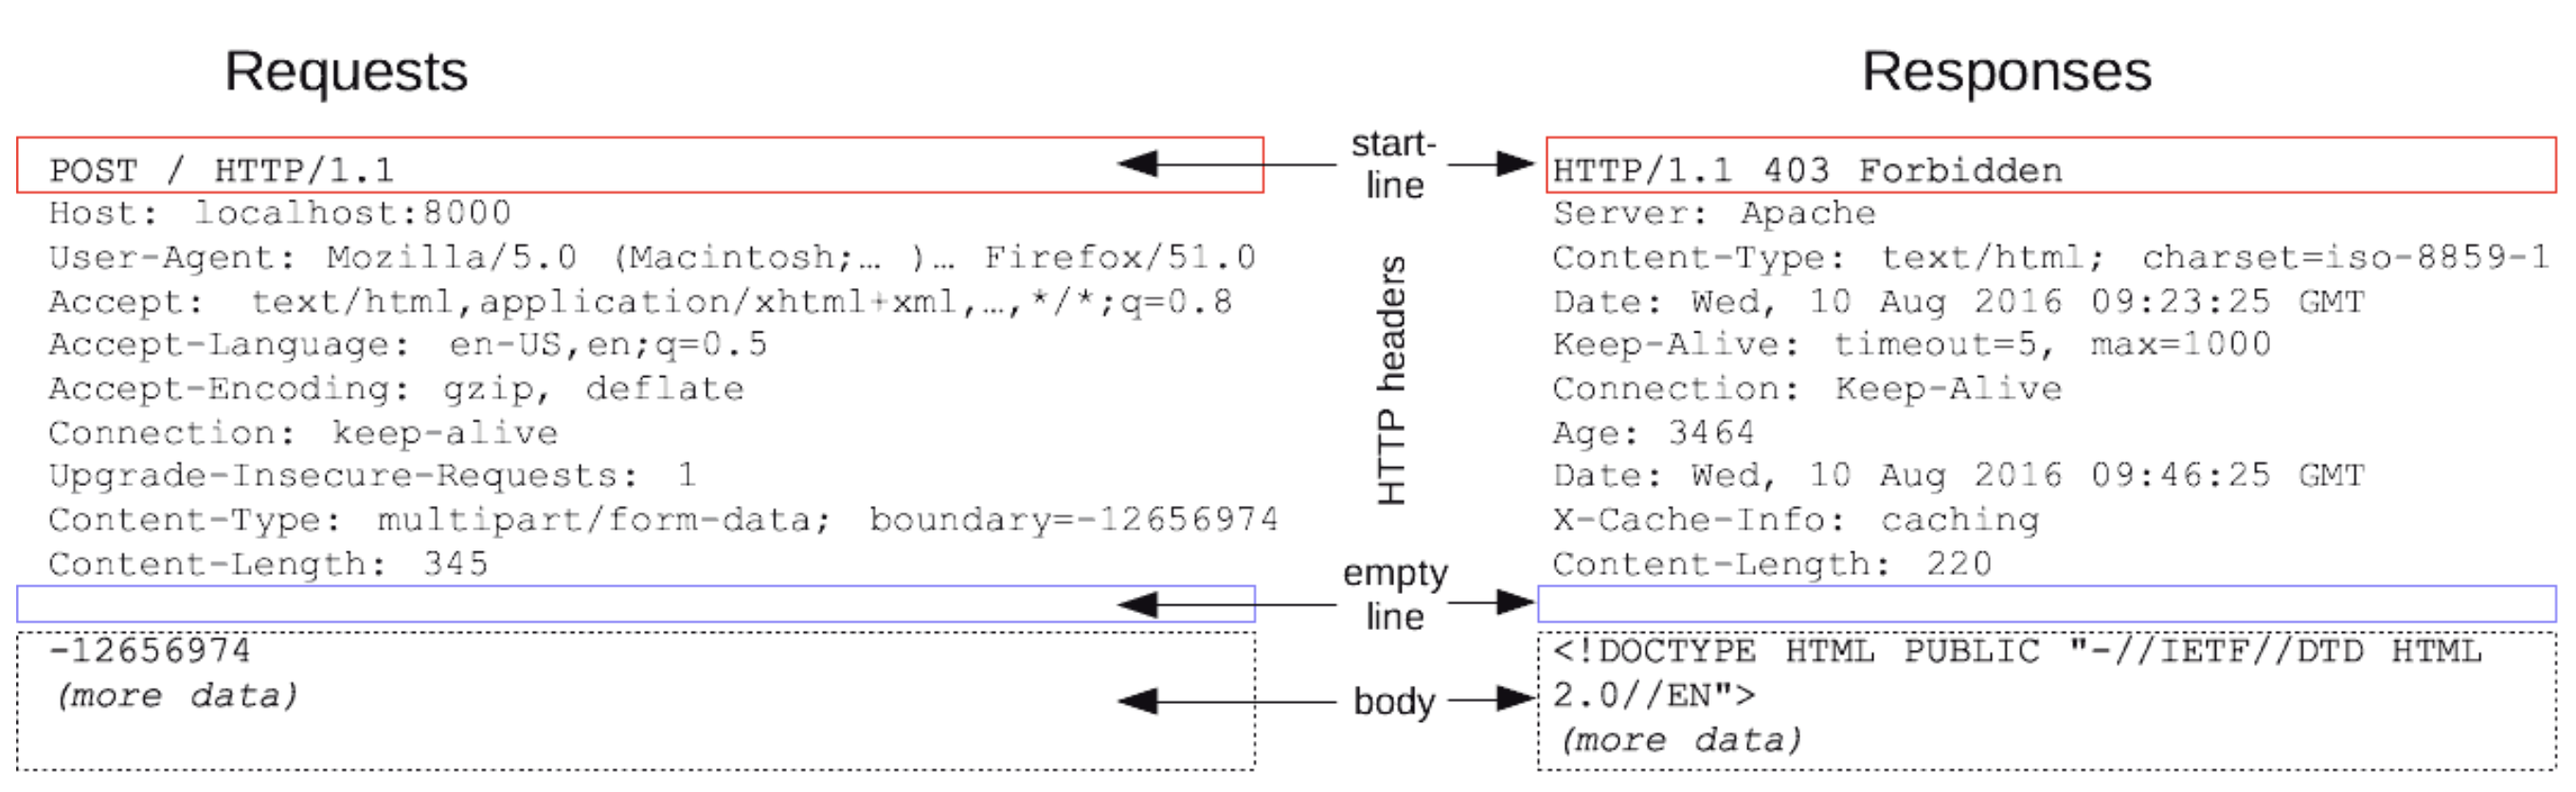 Requests
POST / HTTP/1.1
Host: localhost:8000
User-Agent: Mozilla/5.0 (Macintosh;… )… Firefox/51.0
Accept: text/html,application/xhtml+xml,…,*/*;q=0.8
Accept-Language: en-US,en;q=0.5
Accept-Encoding: gzip, deflate
Connection: keep-alive
Upgrade-Insecure-Requests: 1
Content-Type: multipart/form-data; boundary=-12656974
Content-Length: 345
-12656974
(more data)
start-
line
HTTP headers
empty
line
body
Responses
HTTP/1.1 403 Forbidden
Server: Apache
Content-Type: text/html; charset=iso-8859-1
Date: Wed, 10 Aug 2016 09:23:25 GMT
Keep-Alive: timeout=5, max=1000
Connection: Keep-Alive
Age: 3464
Date: Wed, 10 Aug 2016 09:46:25 GMT
X-Cache-Info: caching
Content-Length: 220
<!DOCTYPE HTML PUBLIC "-//IETF//DTD HTML
2.0//EN">
(more data)